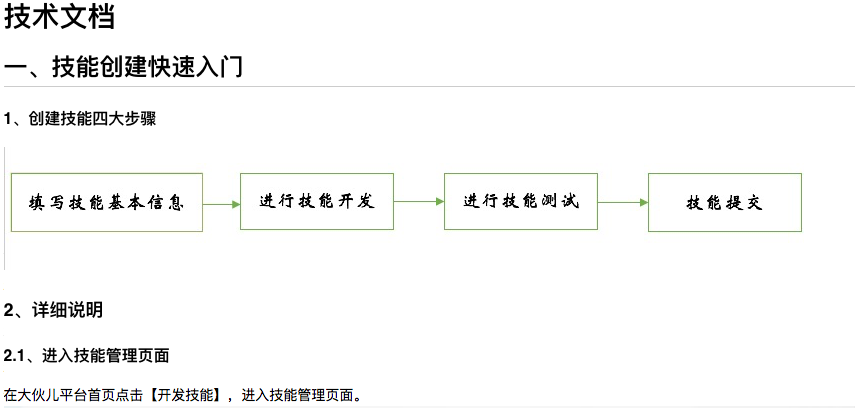 技术文档
一、技能创建快速入门
1、创建技能四大步骤
填写技能基本信息
进行技能开发
进行技能测试
技能提交
2、详细说明
2.1、进入技能管理页面
在大伙儿平台首页点击【开发技能】，进入技能管理页面。